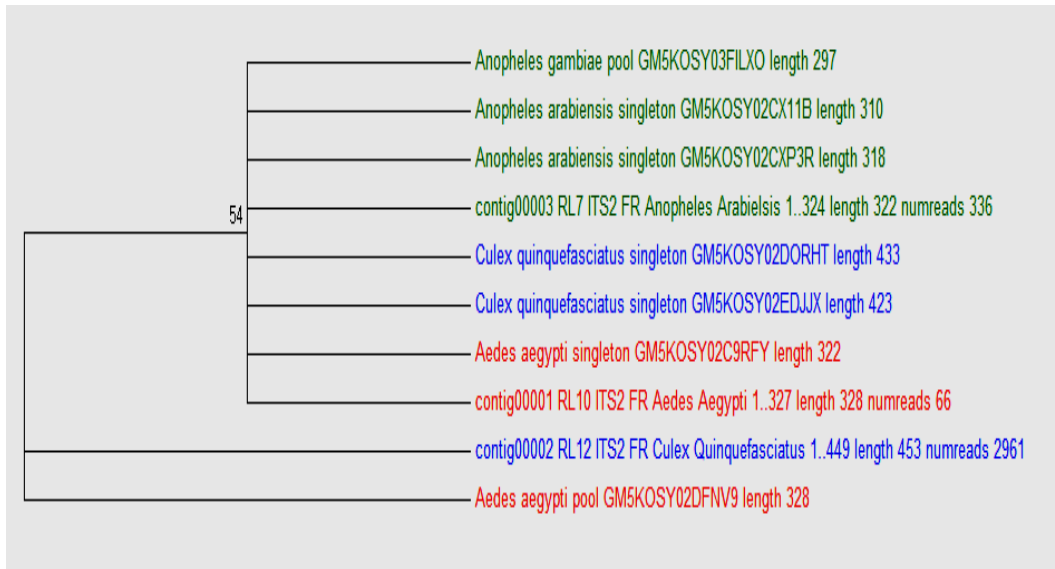 Anopheles gambiae pool GM5KOSY03FILXO length 297
Anopheles arabiensis singleton GM5KOSY02CX11B length 310
Anopheles arabiensis singleton GM5KOSY02CXP3R length 318
contig00003 RL7 ITS2 FR Anopheles Arabielsis 1..324 length 322 numreads 336
54
Culex quinquefasciatus singleton GM5KOSY02DORHT length 433
Culex quinquefasciatus singleton GM5KOSY02EDJJX length 423
Aedes aegypti singleton GM5KOSY02C9RFY length 322
contig00001 RL10 ITS2 FR Aedes Aegypti 1..327 length 328 numreads 66
contig00002 RL12 ITS2 FR Culex Quinquefasciatus 1..449 length 453 numreads 2961
Aedes aegypti pool GM5KOSY02DFNV9 length 328